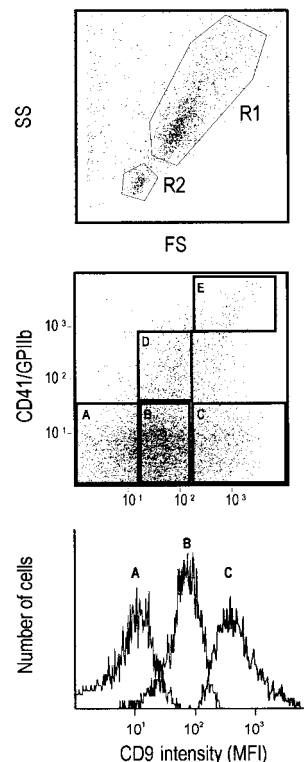 SS
R1
R2
FS
CD41/GPIIb
E
10³
D
10²
A
B
C
10¹
10¹ 10² 10³
Number of cells
A
B
C
10¹ 10² 10³
CD9 intensity (MFI)